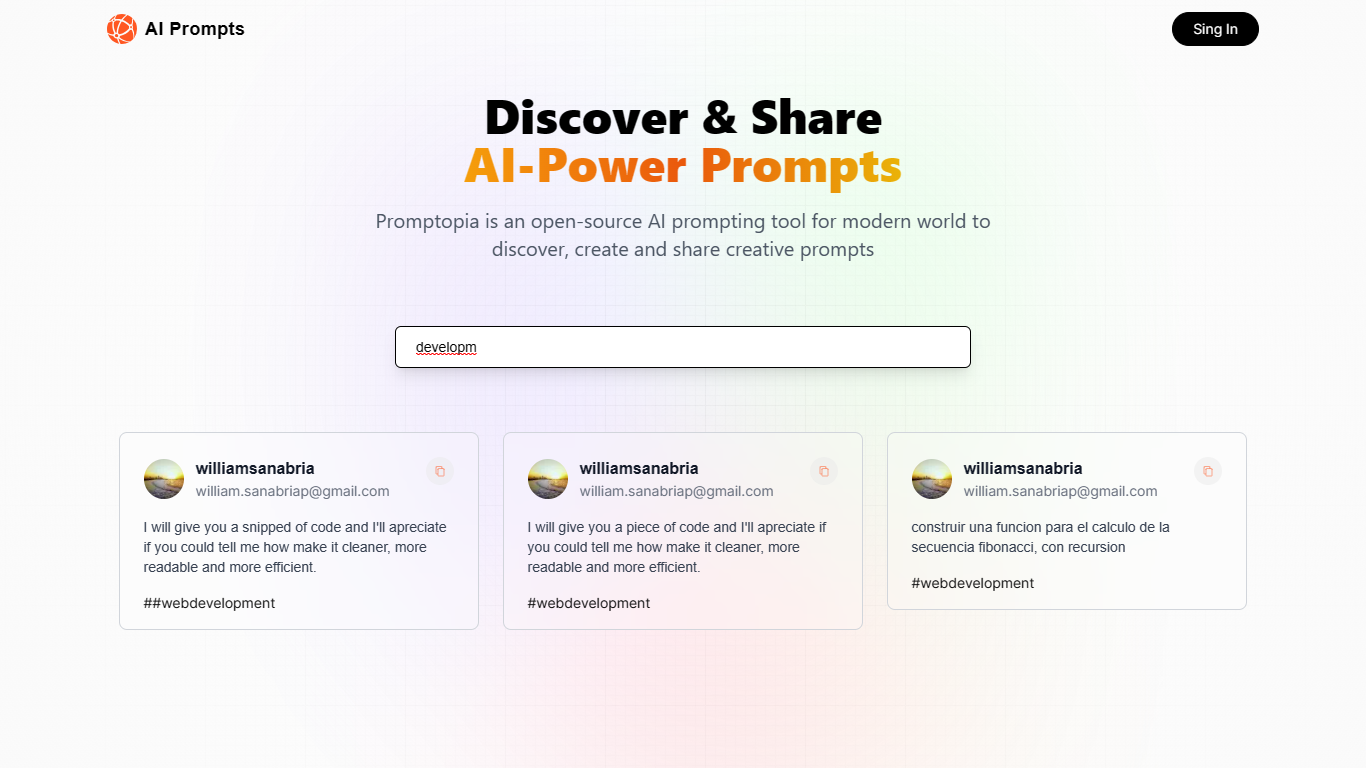 AI Prompts
Sing In
Discover & Share
AI-Power Prompts
Promptopia is an open-source AI prompting tool for modern world to
discover, create and share creative prompts
developm
williamsanabria
william.sanabriap@gmail.com
I will give you a snipped of code and I'll apreciate
if you could tell me how make it cleaner, more
readable and more efficient.
##webdevelopment
williamsanabria
william.sanabriap@gmail.com
I will give you a piece of code and I'll apreciate if
you could tell me how make it cleaner, more
readable and more efficient.
#webdevelopment
williamsanabria
william.sanabriap@gmail.com
construir una funcion para el calculo de la
secuencia fibonacci, con recursion
#webdevelopment